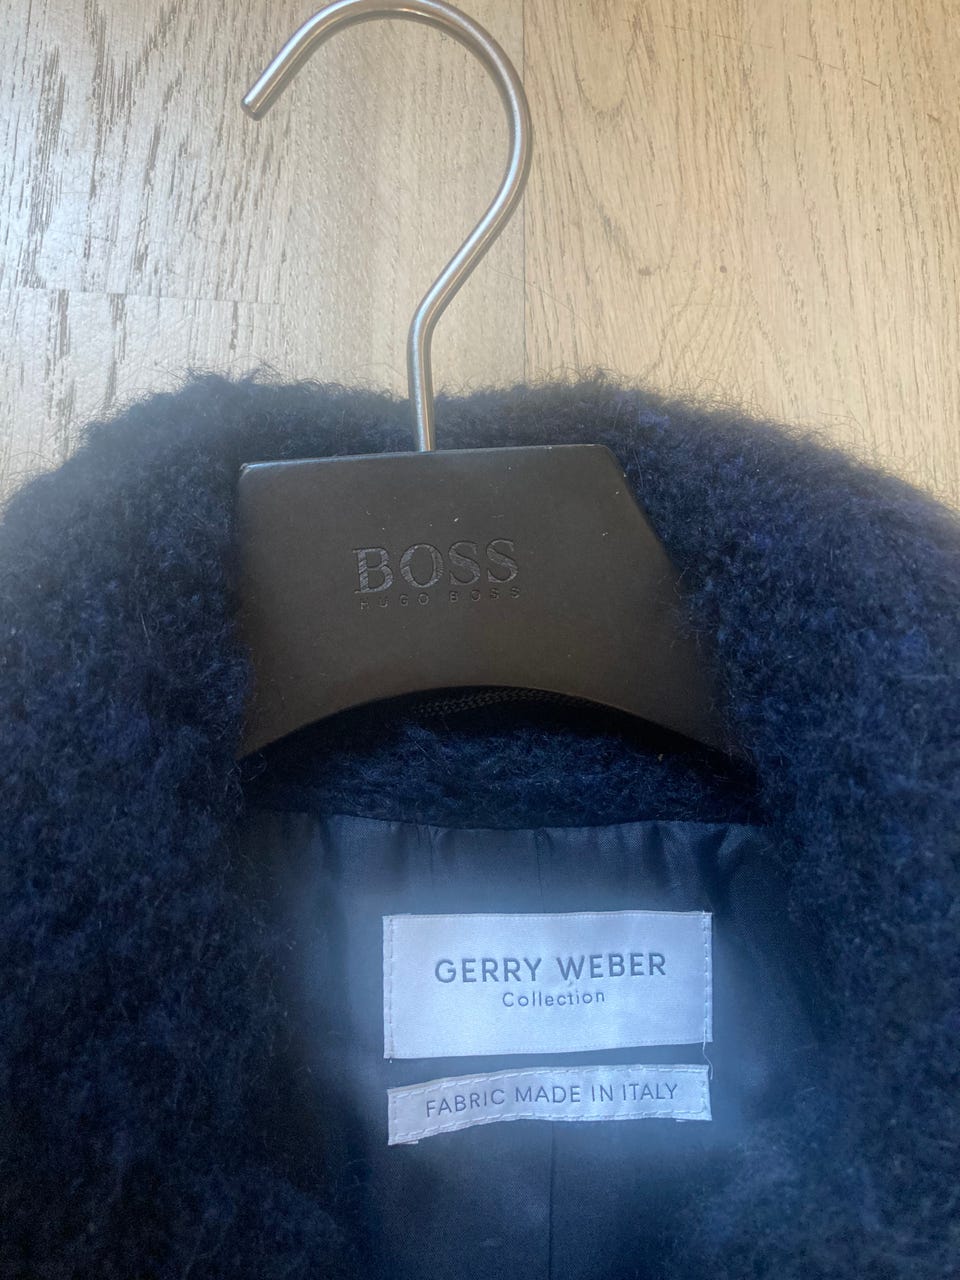 BOSS
HUGO BOSS
GERRY WEBER
Collection
FABRIC MADE IN ITALY